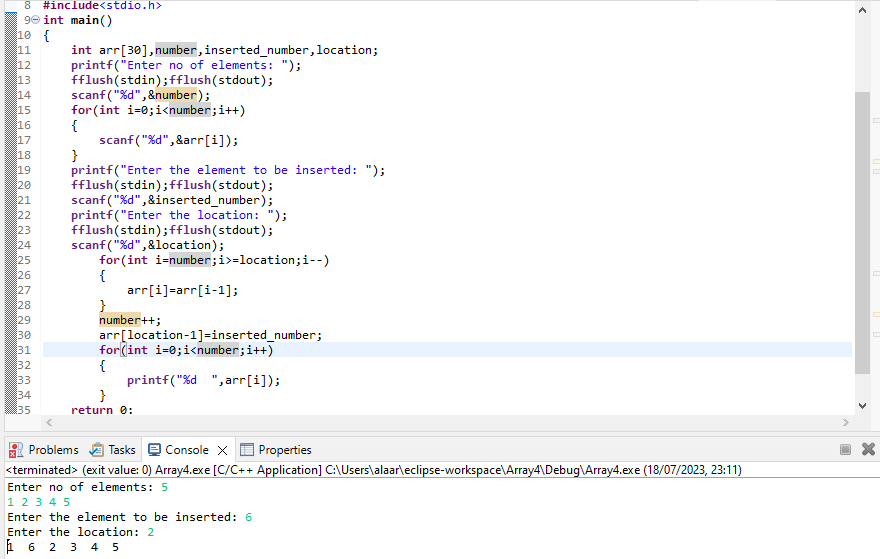 8 #include<stdio.h>
9 int main()
10 {
11 int arr[30],number,inserted_number,location;
12 printf("Enter no of elements: ");
13 fflush(stdin);fflush(stdout);
14 scanf("%d",&number);
15 for(int i=0;i<number;i++)
16 {
17 scanf("%d",&arr[i]);
18 }
19 printf("Enter the element to be inserted: ");
20 fflush(stdin);fflush(stdout);
21 scanf("%d",&inserted_number);
22 printf("Enter the location: ");
23 fflush(stdin);fflush(stdout);
24 scanf("%d",&location);
25 for(int i=number;i>=location;i--)
26 {
27 arr[i]=arr[i-1];
28 }
29 number++;
30 arr[location-1]=inserted_number;
31 for(int i=0;i<number;i++)
32 {
33 printf("%d  ",arr[i]);
34 }
35 return 0;
Problems Tasks Console Properties
<terminated> (exit value: 0) Array4.exe [C/C++ Application] C:\Users\alaar\eclipse-workspace\Array4\Debug\Array4.exe (18/07/2023, 23:11)
Enter no of elements: 5
1 2 3 4 5
Enter the element to be inserted: 6
Enter the location: 2
1  6  2  3  4  5